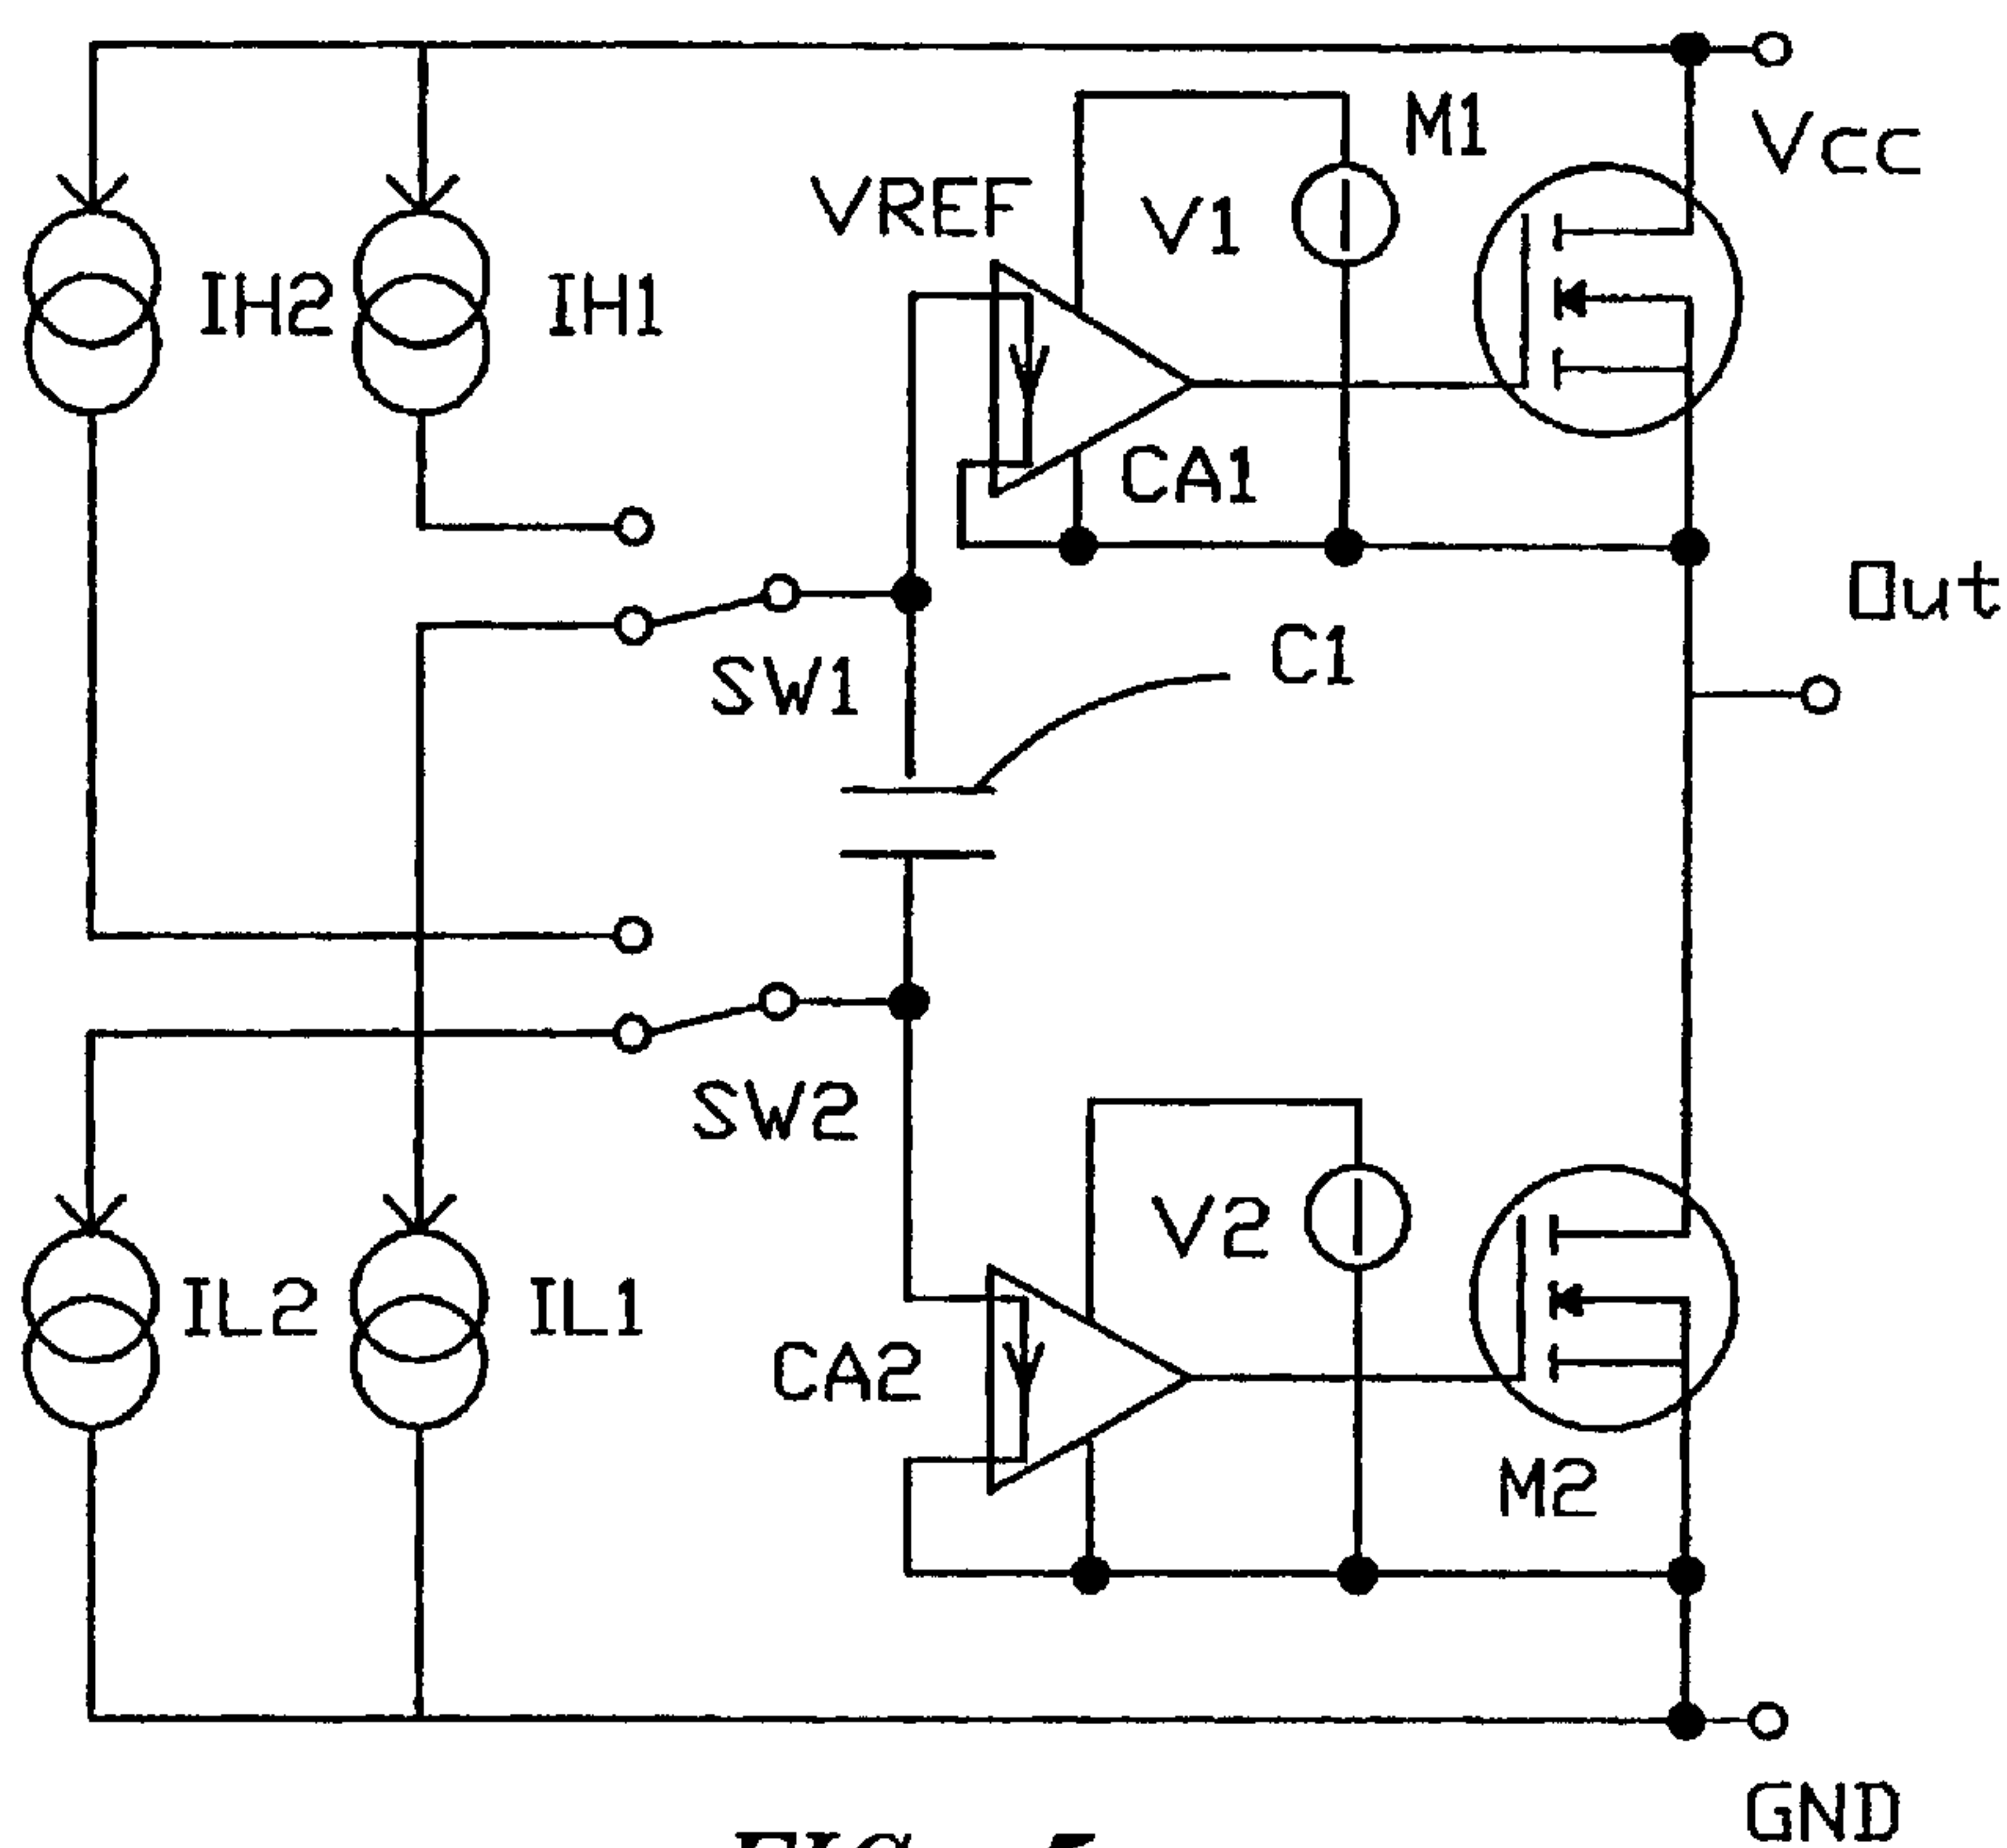 M1
Vcc
VREF
V1
IH2
IH1
CA1
Out
C1
SW1
SW2
V2
IL2
IL1
CA2
M2
GND